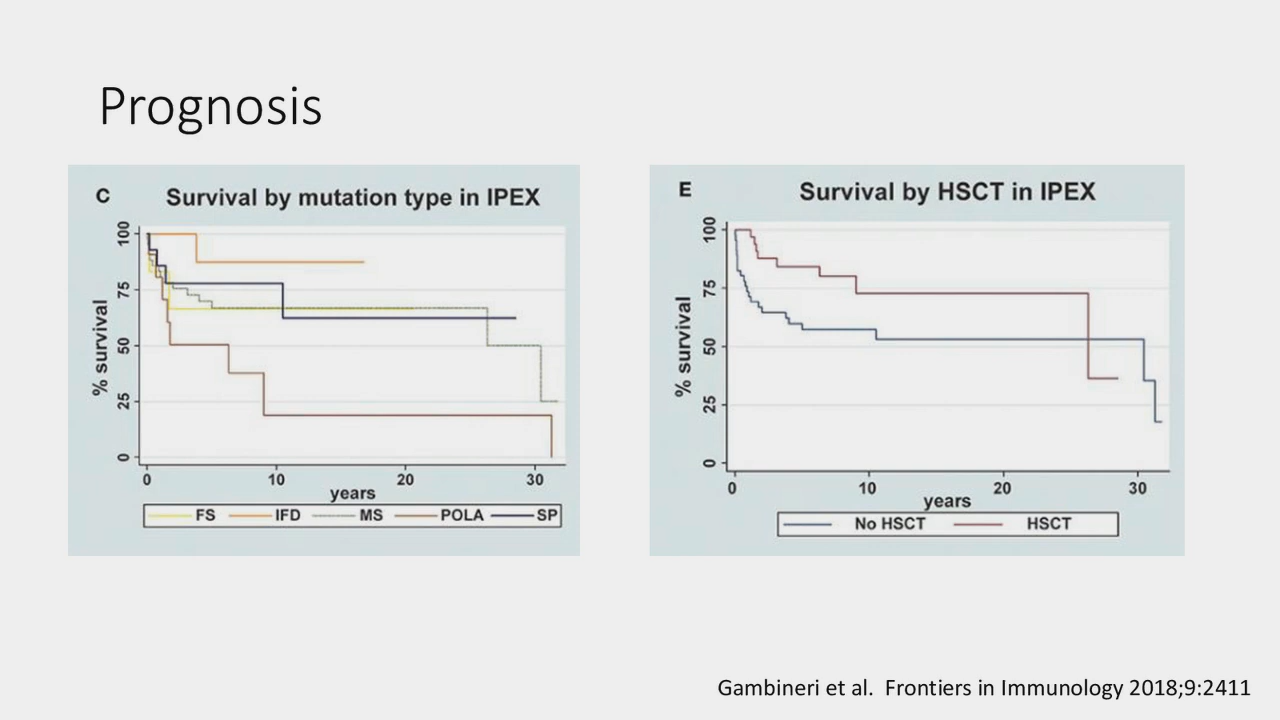 Prognosis
C Survival by mutation type in IPEX
% survival
100
75
50
25
0
0 10 20 30
years
FS IFD MS POLA SP
E Survival by HSCT in IPEX
% survival
100
75
50
25
0
0 10 20 30
years
No HSCT HSCT
Gambineri et al. Frontiers in Immunology 2018;9:2411